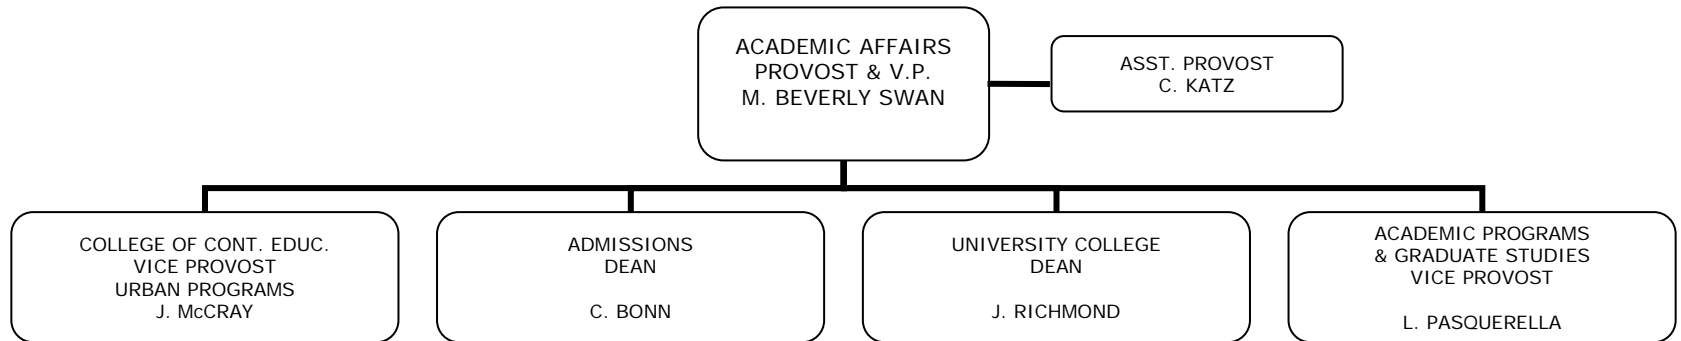 ACADEMIC AFFAIRS
PROVOST & V.P.
M. BEVERLY SWAN
ASST. PROVOST
C. KATZ
COLLEGE OF CONT. EDUC.
VICE PROVOST
URBAN PROGRAMS
J. McCRAY
ADMISSIONS
DEAN
C. BONN
UNIVERSITY COLLEGE
DEAN
J. RICHMOND
ACADEMIC PROGRAMS
& GRADUATE STUDIES
VICE PROVOST
L. PASQUERELLA